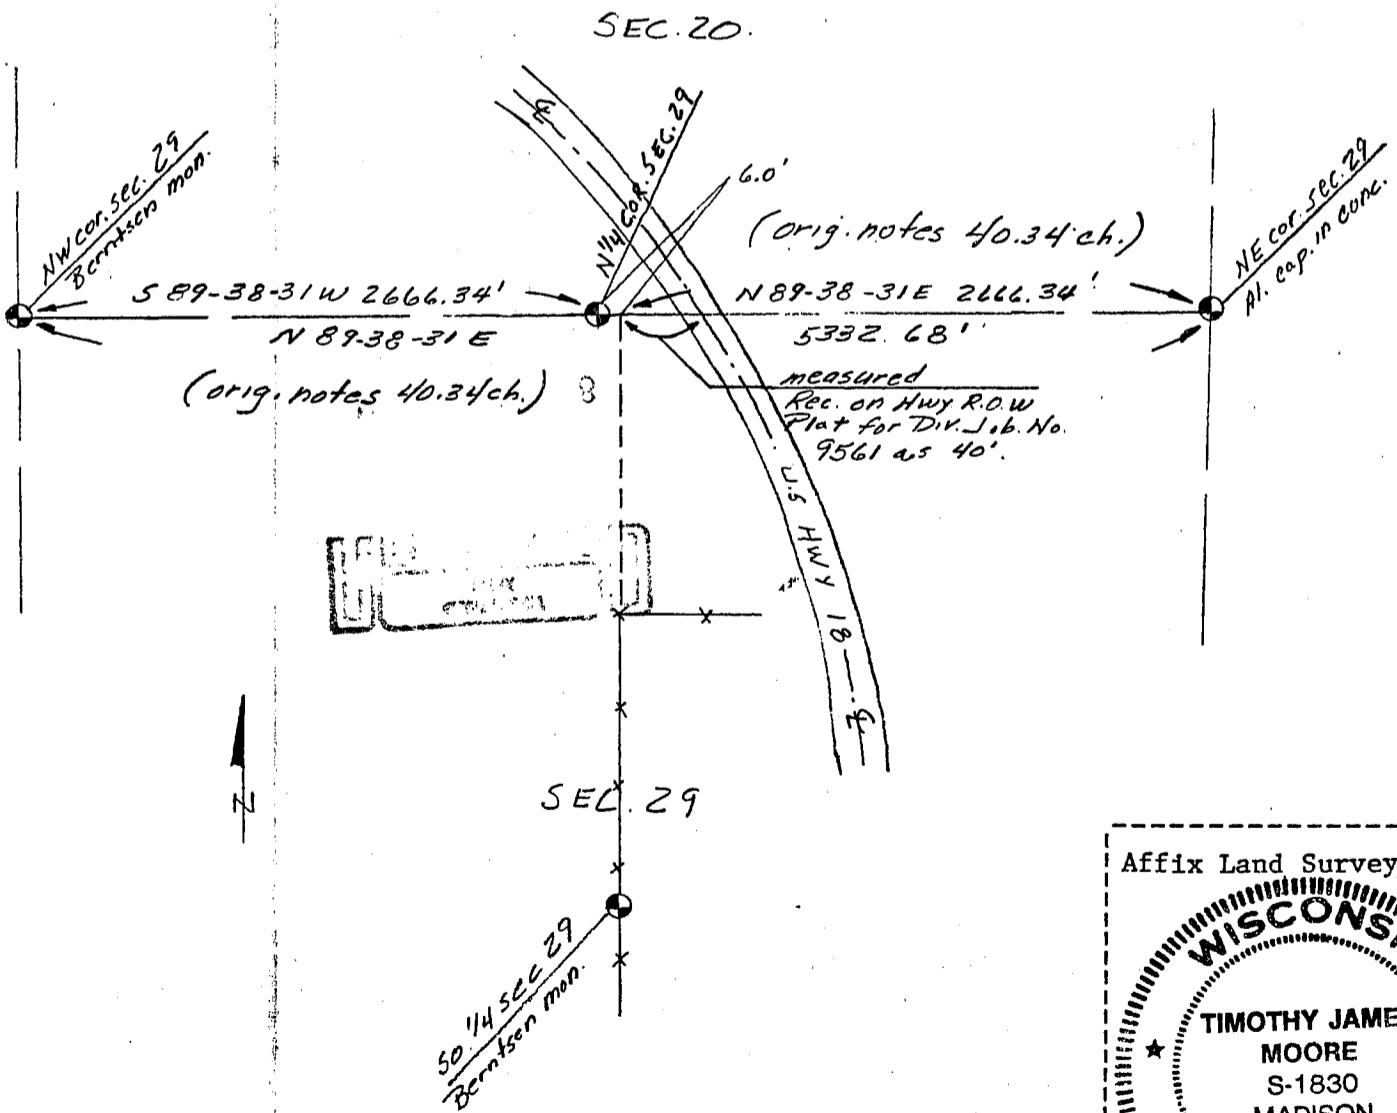 SEC. 20.
NW cor. sec. 29
Berntsen mon.
N 1/4 COR. SEC. 29
6.0'
(orig. notes 40.34 ch.)
NE cor. sec. 29
Al. cap. in conc.
S 89-38-31 W 2666.34'
N 89-38-31 E 2666.34'
N 89-38-31 E
5332.68'
(orig. notes 40.34 ch.)
measured
Rec. on Hwy R.O.W
Plat for Div. Job. No.
9561 as 40'.
U.S HWY 18
N
SEC. 29
SO. 1/4 SEC 29
Berntsen mon.
Affix Land Survey
WISCONS
TIMOTHY JAME
MOORE
S-1830
MADISON